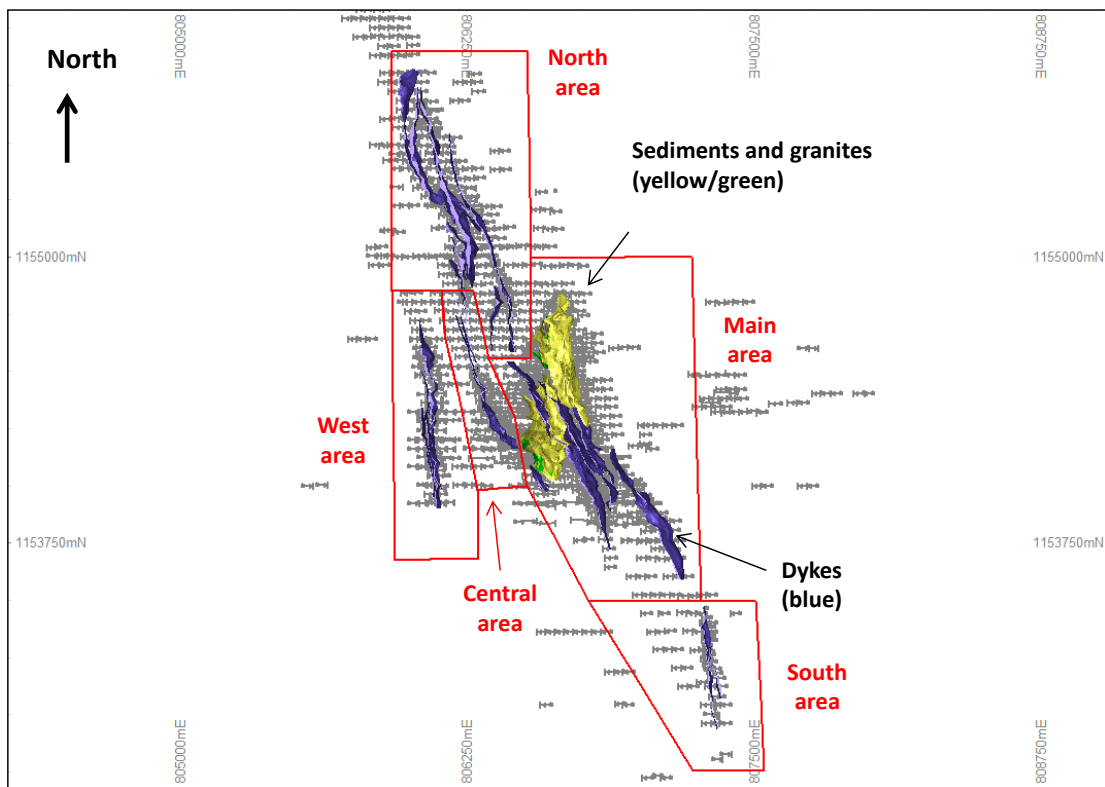 805000mE
806250mE
807500mE
808750mE
North
North
area
Sediments and granites
(yellow/green)
1155000mN
1155000mN
Main
area
West
area
1153750mN
1153750mN
Dykes
(blue)
Central
area
South
area
805000mE
806250mE
807500mE
808750mE